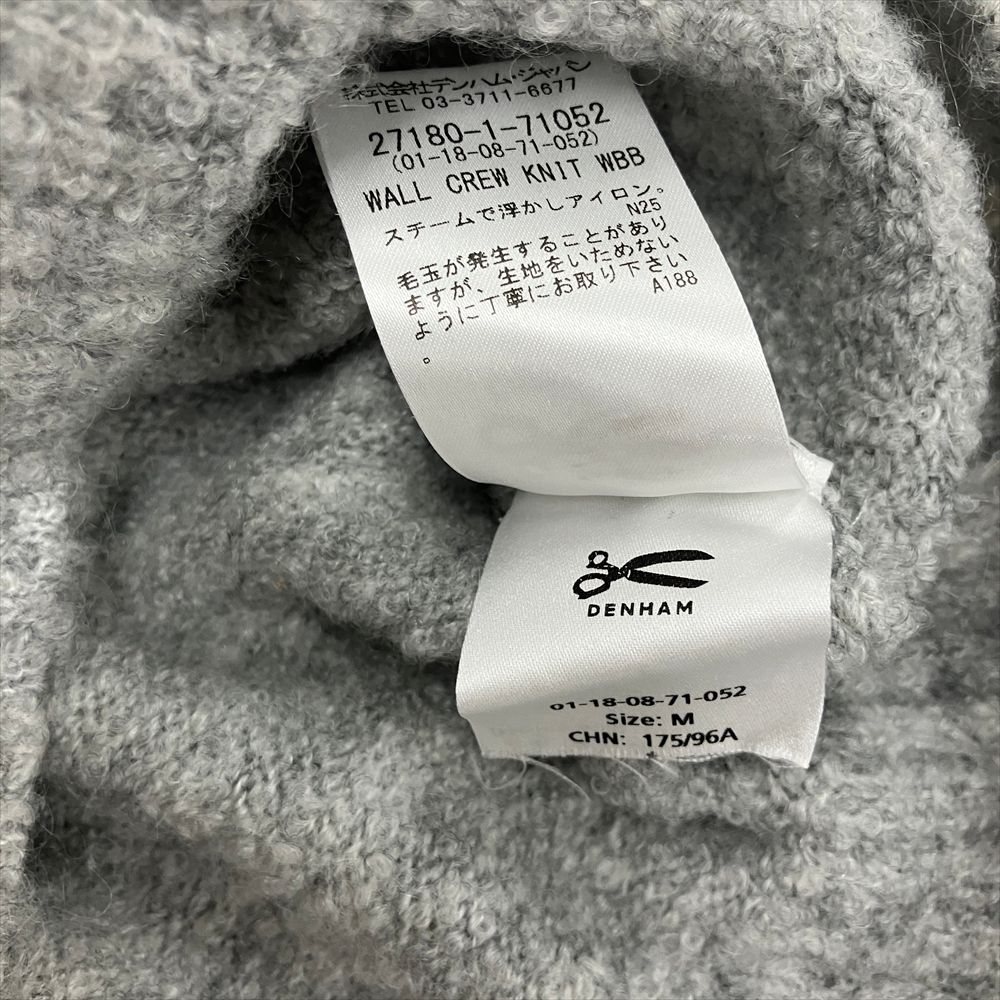 株式会社デンハム・ジャパン
TEL 03-3711-6677
27180-1-71052
(01-18-08-71-052)
WALL CREW KNIT WBB
スチームで浮かしアイロン。
N25
毛玉が発生することがあり
ますが、生地をいためない
ように丁寧にお取り下さい
。
A188
DENHAM
01-18-08-71-052
Size: M
CHN: 175/96A